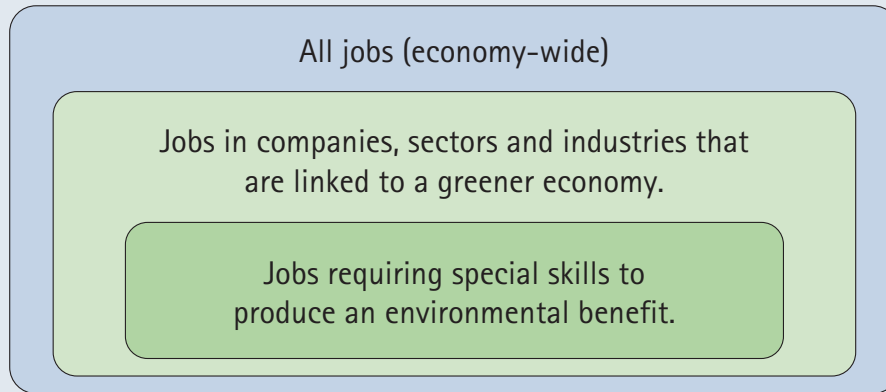 All jobs (economy-wide)
Jobs in companies, sectors and industries that
are linked to a greener economy.
Jobs requiring special skills to
produce an environmental benefit.